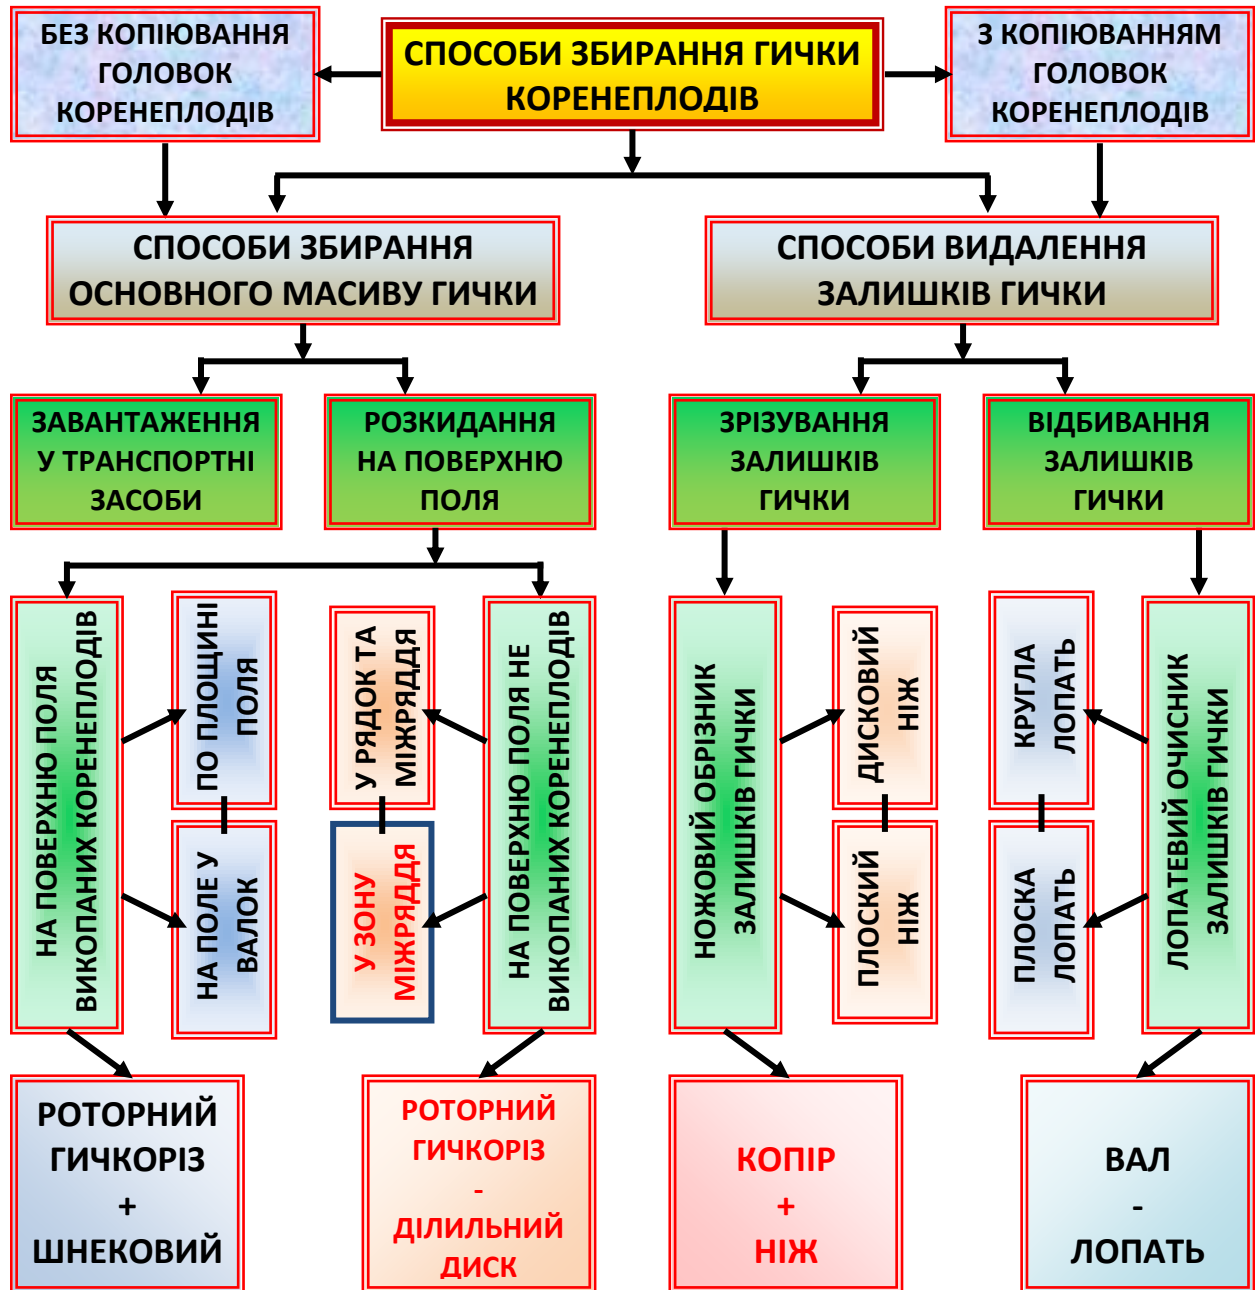 БЕЗ КОПІЮВАННЯ
ГОЛОВОК
КОРЕНЕПЛОДІВ
СПОСОБИ ЗБИРАННЯ ГИЧКИ
КОРЕНЕПЛОДІВ
З КОПІЮВАННЯМ
ГОЛОВОК
КОРЕНЕПЛОДІВ
СПОСОБИ ЗБИРАННЯ
ОСНОВНОГО МАСИВУ ГИЧКИ
СПОСОБИ ВИДАЛЕННЯ
ЗАЛИШКІВ ГИЧКИ
ЗАВАНТАЖЕННЯ
У ТРАНСПОРТНІ
ЗАСОБИ
РОЗКИДАННЯ
НА ПОВЕРХНЮ
ПОЛЯ
ЗРІЗУВАННЯ
ЗАЛИШКІВ
ГИЧКИ
ВІДБИВАННЯ
ЗАЛИШКІВ
ГИЧКИ
НА ПОВЕРХНЮ ПОЛЯ
ВИКОПАНИХ КОРЕНЕПЛОДІВ
ПО ПЛОЩИНІ
ПОЛЯ
НА ПОЛЕ У
ВАЛОК
У РЯДОК ТА
МІЖРЯДДЯ
У ЗОНУ
МІЖРЯДДЯ
НА ПОВЕРХНЮ ПОЛЯ НЕ
ВИКОПАНИХ КОРЕНЕПЛОДІВ
НОЖОВИЙ ОБРІЗНИК
ЗАЛИШКІВ ГИЧКИ
ДИСКОВИЙ
НІЖ
ПЛОСКИЙ
НІЖ
КРУГЛА
ЛОПАТЬ
ПЛОСКА
ЛОПАТЬ
ЛОПАТЕВИЙ ОЧИСНИК
ЗАЛИШКІВ ГИЧКИ
РОТОРНИЙ
ГИЧКОРІЗ
+
ШНЕКОВИЙ
РОТОРНИЙ
ГИЧКОРІЗ
-
ДІЛИЛЬНИЙ
ДИСК
КОПІР
+
НІЖ
ВАЛ
-
ЛОПАТЬ